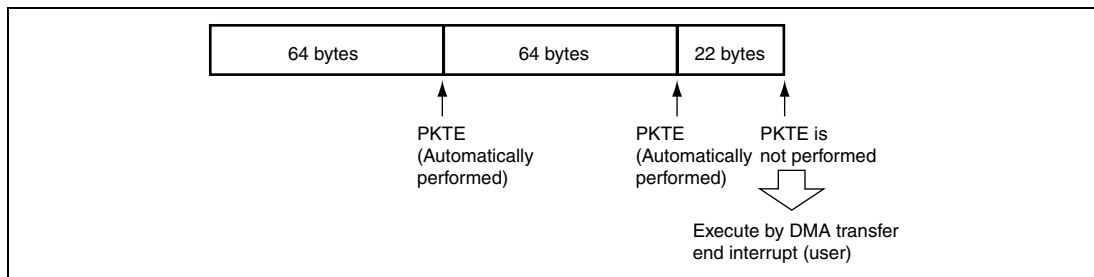 64 bytes
64 bytes
22 bytes
PKTE
(Automatically
performed)
PKTE
(Automatically
performed)
PKTE is
not performed
Execute by DMA transfer
end interrupt (user)